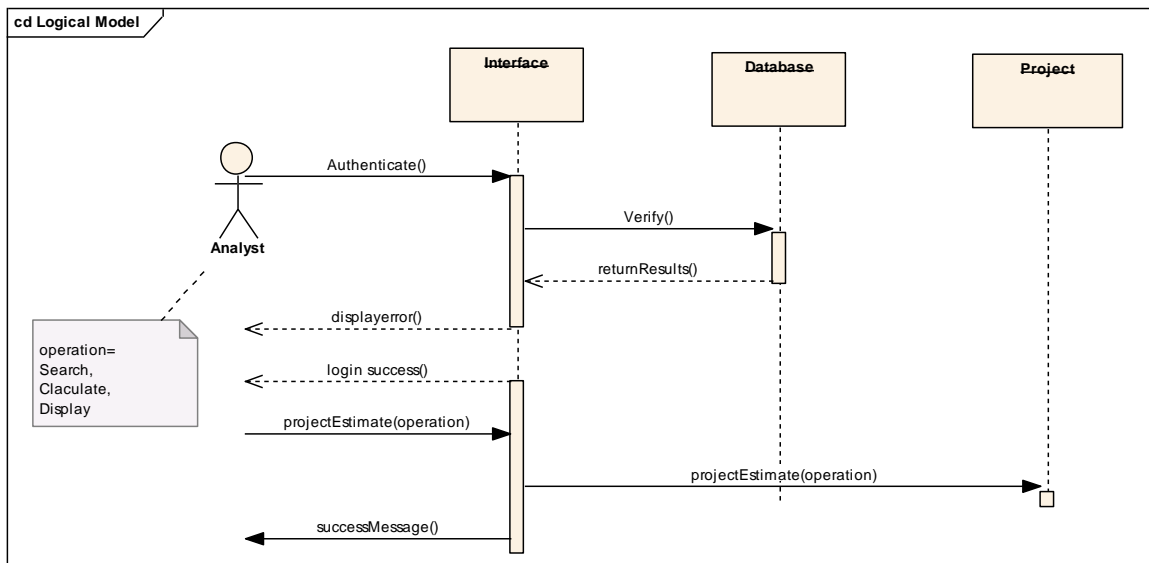 cd Logical Model
Interface
Database
Project
Authenticate()
Verify()
Analyst
returnResults()
displayerror()
operation=
Search,
Claculate,
Display
login success()
projectEstimate(operation)
projectEstimate(operation)
successMessage()